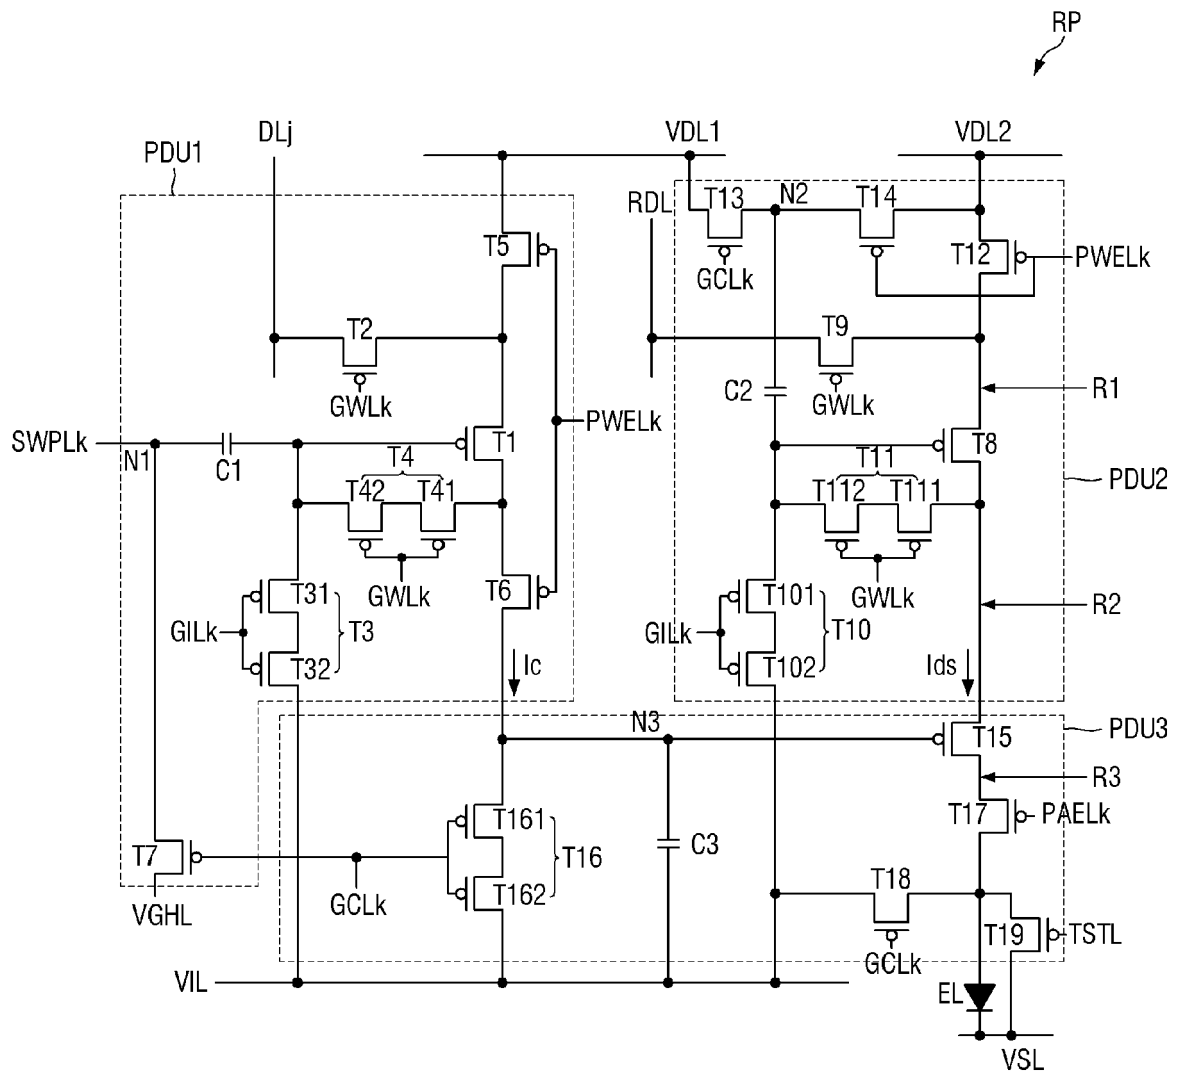 RP
DLj
VDL1
VDL2
PDU1
RDL
T13
N2
T14
T5
T12
PWELk
GCLk
T2
T9
GWLk
C2
GWLk
R1
SWPLk
N1
C1
T1
PWELk
T8
T4
T42
T41
T11
T112
T111
PDU2
GWLk
T6
GWLk
R2
GILk
T31
T32
T3
GILk
T101
T102
T10
Ic
Ids
N3
T15
PDU3
R3
T161
T162
T16
C3
T17
PAELk
T7
VGHL
GCLk
T18
GCLk
T19
TSTL
VIL
EL
VSL